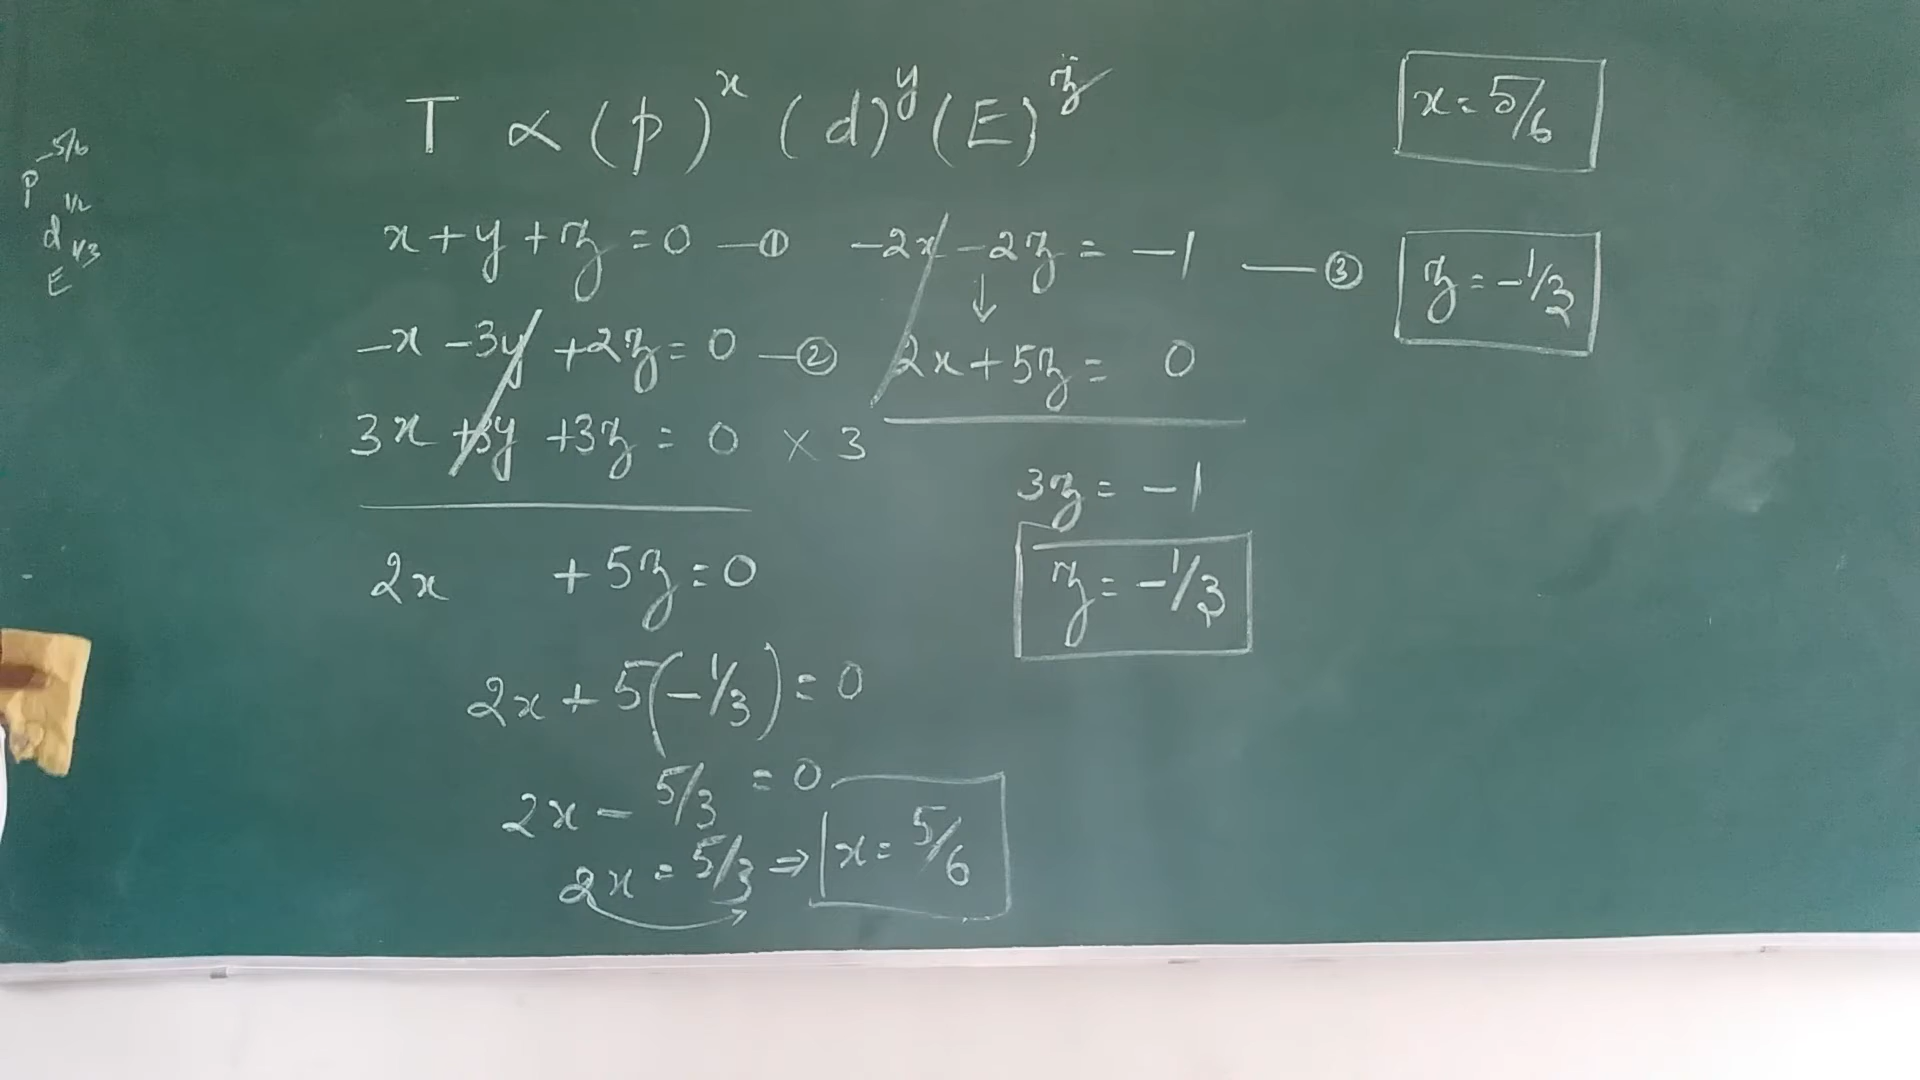 T ∝ (p)^x (d)^y (E)^z
x + y + z = 0 — ①
-x - 3y + 2z = 0 — ②
3x + 3y + 3z = 0 × 3
2x + 5z = 0
2x + 5(-1/3) = 0
2x - 5/3 = 0
2x = 5/3 ⇒ x = 5/6
-2x - 2z = -1 — ③
↓
2x + 5z = 0
3z = -1
z = -1/3
x = 5/6
z = -1/3
p^-5/6
d^1/2
E^1/3